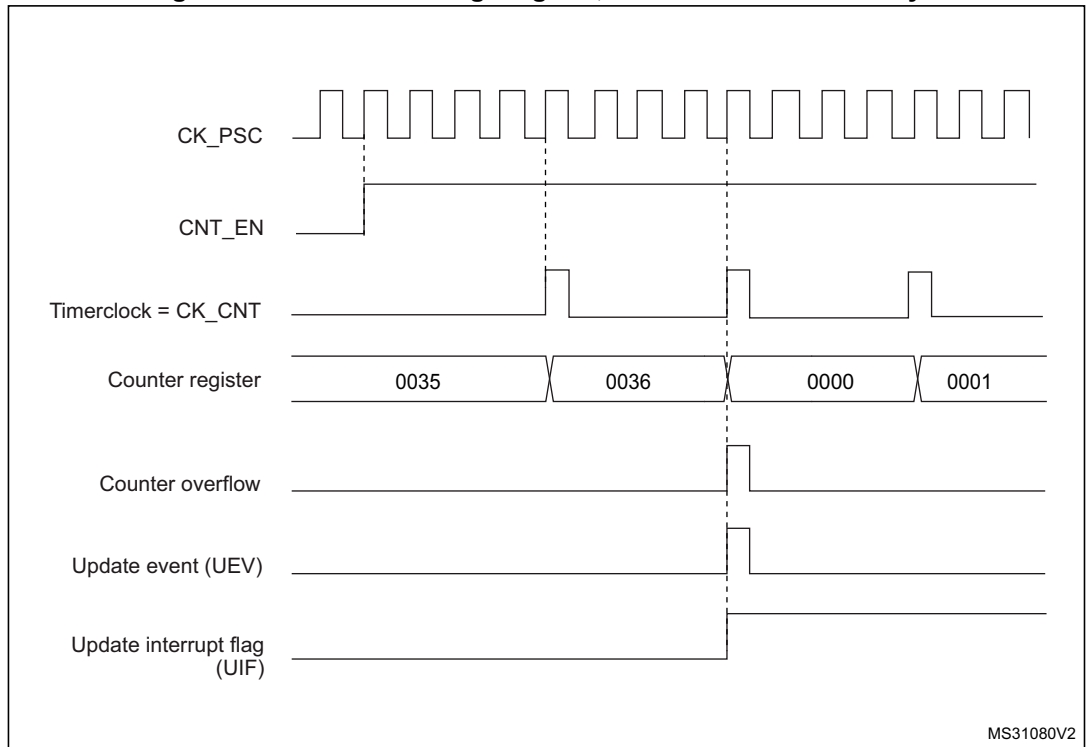 CK_PSC
CNT_EN
Timerclock = CK_CNT
Counter register
0035
0036
0000
0001
Counter overflow
Update event (UEV)
Update interrupt flag
(UIF)
MS31080V2